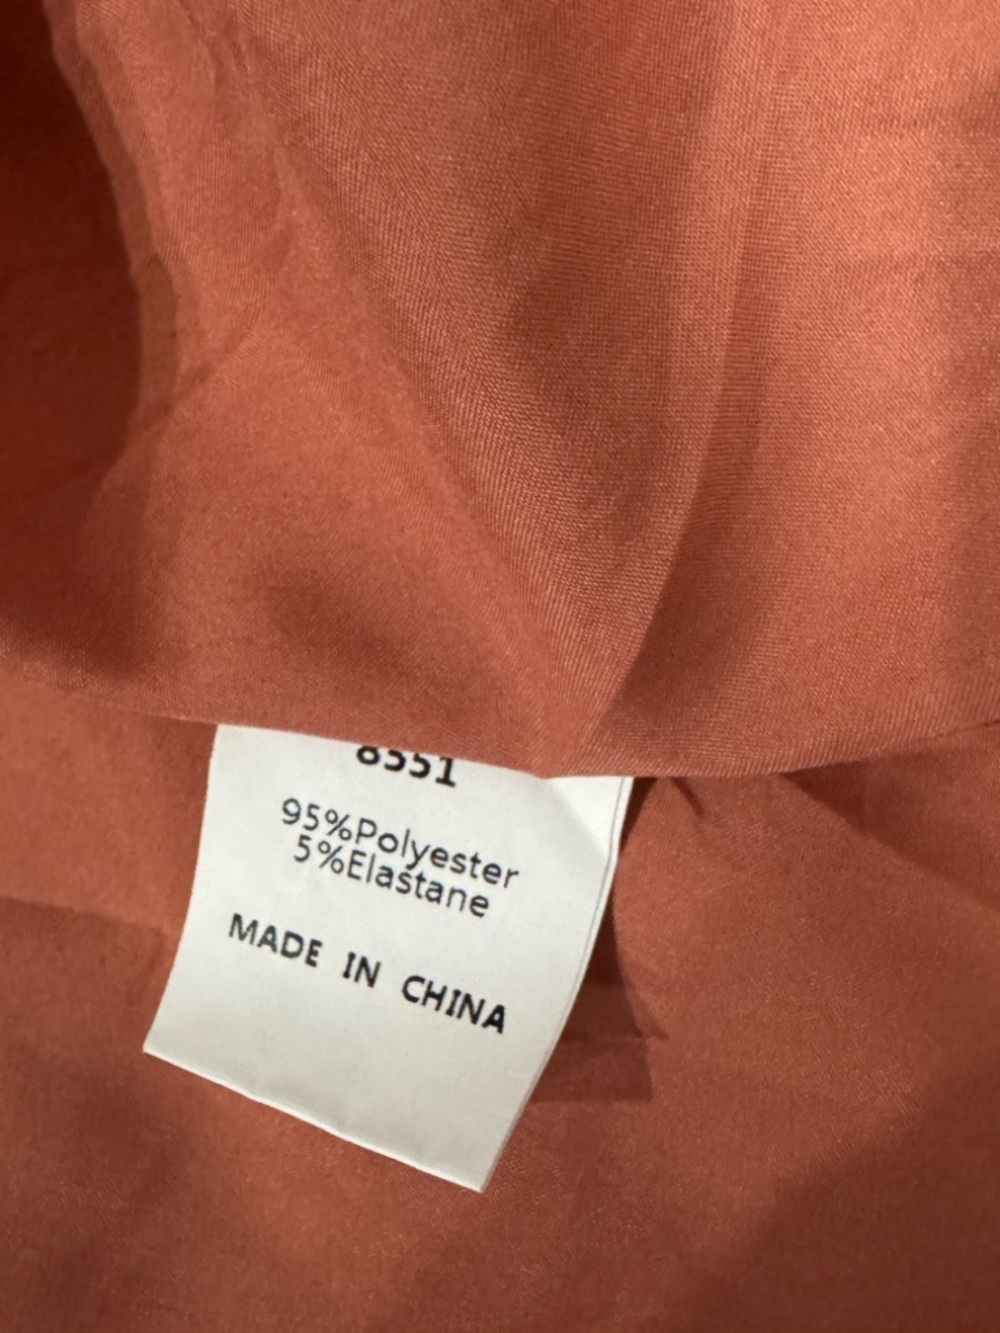 8551
95%Polyester
5%Elastane
MADE IN CHINA